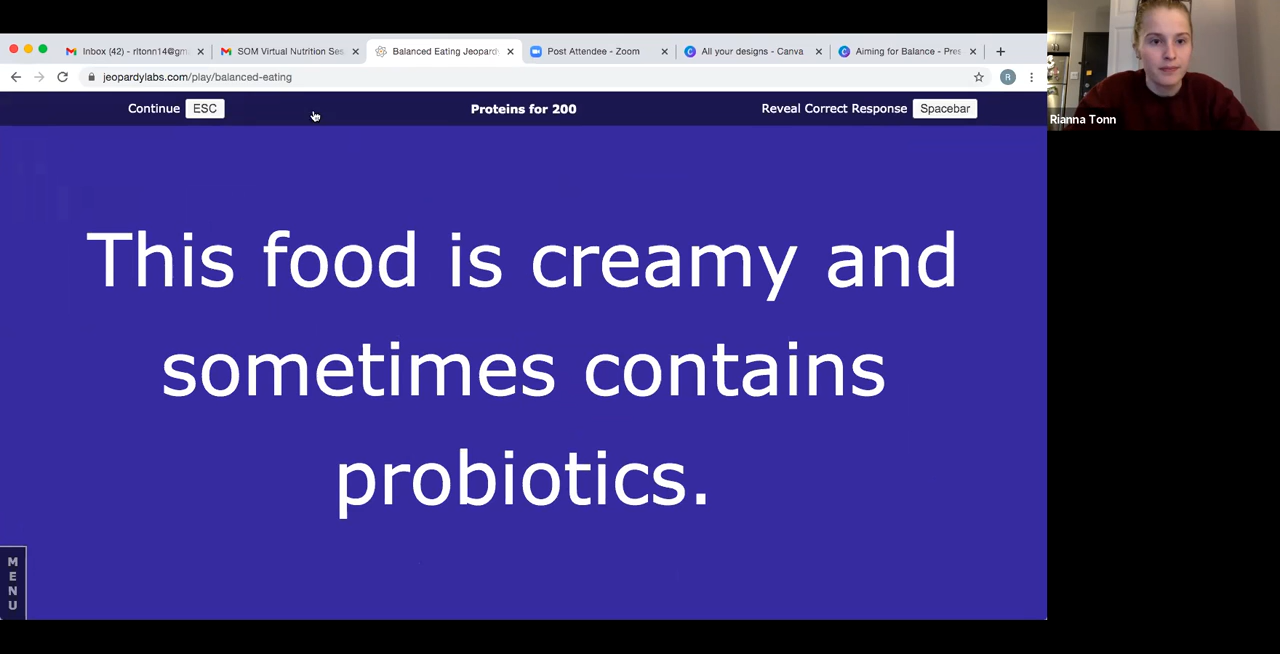 Inbox (42) - rltonn14@gm
SOM Virtual Nutrition Ses
Balanced Eating Jeopard
Post Attendee - Zoom
All your designs - Canva
Aiming for Balance - Pres
jeopardylabs.com/play/balanced-eating
R
Continue ESC
Proteins for 200
Reveal Correct Response Spacebar
This food is creamy and
sometimes contains
probiotics.
MENU
Rianna Tonn